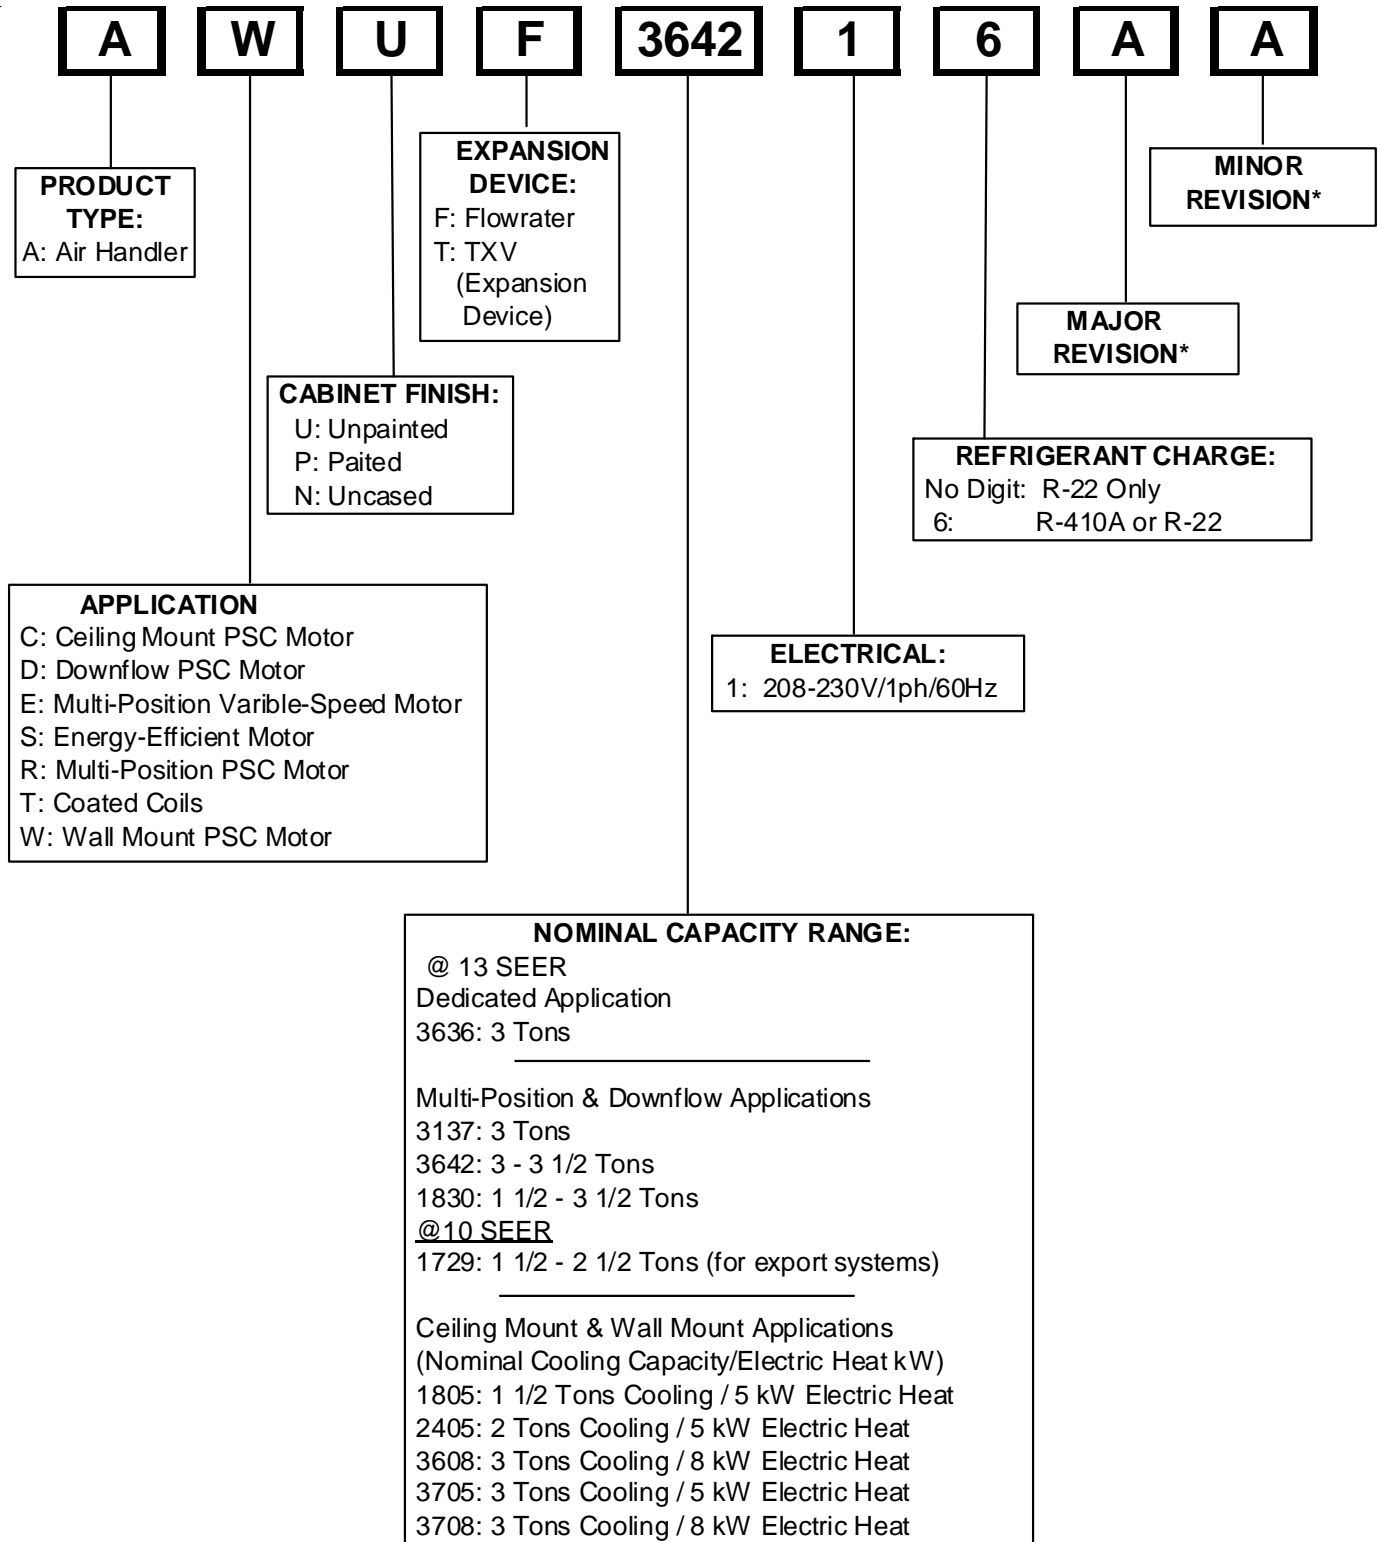 A W U F 3642 1 6 A A
PRODUCT
TYPE:
A: Air Handler
EXPANSION
DEVICE:
F: Flowrater
T: TXV
(Expansion
Device)
MINOR
REVISION*
MAJOR
REVISION*
CABINET FINISH:
U: Unpainted
P: Paited
N: Uncased
REFRIGERANT CHARGE:
No Digit: R-22 Only
6: R-410A or R-22
APPLICATION
C: Ceiling Mount PSC Motor
D: Downflow PSC Motor
E: Multi-Position Varible-Speed Motor
S: Energy-Efficient Motor
R: Multi-Position PSC Motor
T: Coated Coils
W: Wall Mount PSC Motor
ELECTRICAL:
1: 208-230V/1ph/60Hz
NOMINAL CAPACITY RANGE:
@ 13 SEER
Dedicated Application
3636: 3 Tons
Multi-Position & Downflow Applications
3137: 3 Tons
3642: 3 - 3 1/2 Tons
1830: 1 1/2 - 3 1/2 Tons
@10 SEER
1729: 1 1/2 - 2 1/2 Tons (for export systems)
Ceiling Mount & Wall Mount Applications
(Nominal Cooling Capacity/Electric Heat kW)
1805: 1 1/2 Tons Cooling / 5 kW Electric Heat
2405: 2 Tons Cooling / 5 kW Electric Heat
3608: 3 Tons Cooling / 8 kW Electric Heat
3705: 3 Tons Cooling / 5 kW Electric Heat
3708: 3 Tons Cooling / 8 kW Electric Heat